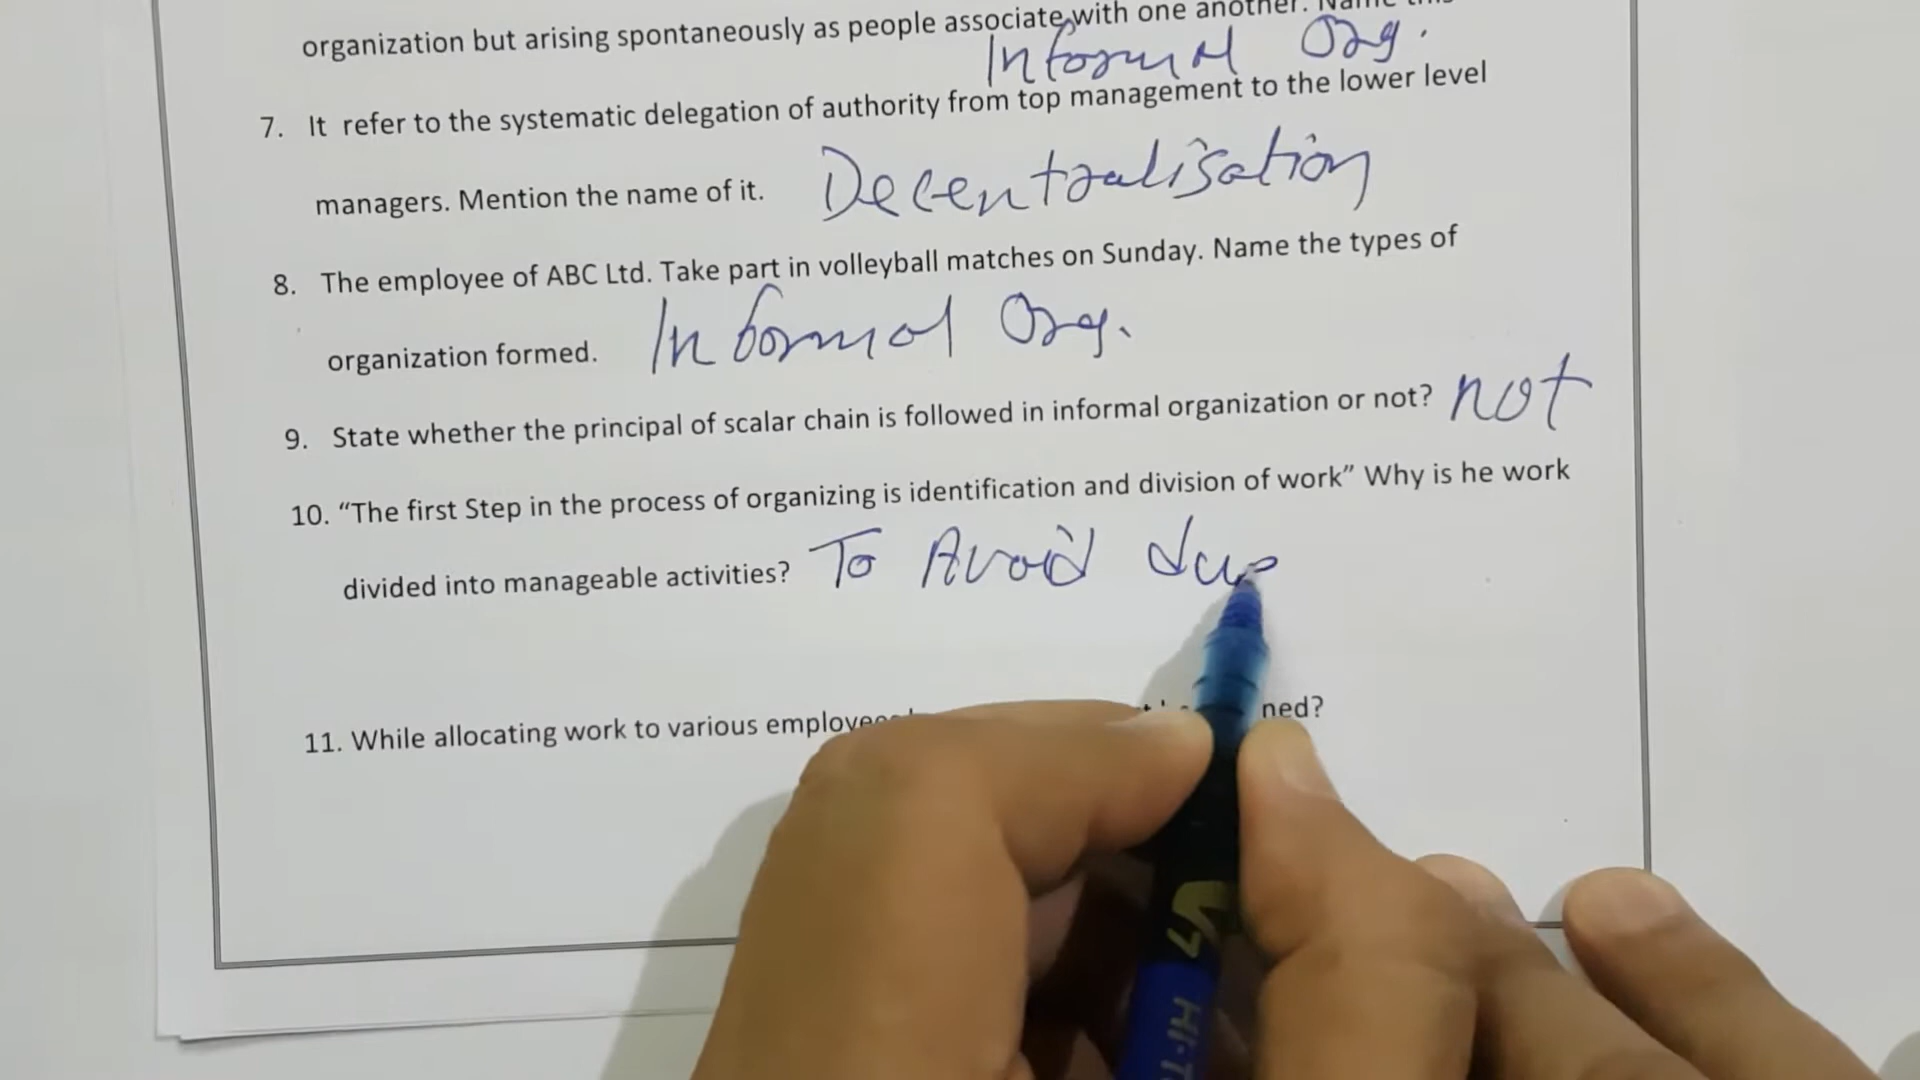 organization but arising spontaneously as people associate with one another. Name this
Informal Org.
7. It refer to the systematic delegation of authority from top management to the lower level
managers. Mention the name of it. Decentralisation
8. The employee of ABC Ltd. Take part in volleyball matches on Sunday. Name the types of
organization formed. Informal Org.
9. State whether the principal of scalar chain is followed in informal organization or not? not
10. “The first Step in the process of organizing is identification and division of work” Why is he work
divided into manageable activities? To Avoid dup
11. While allocating work to various ned?
V7
HI-T